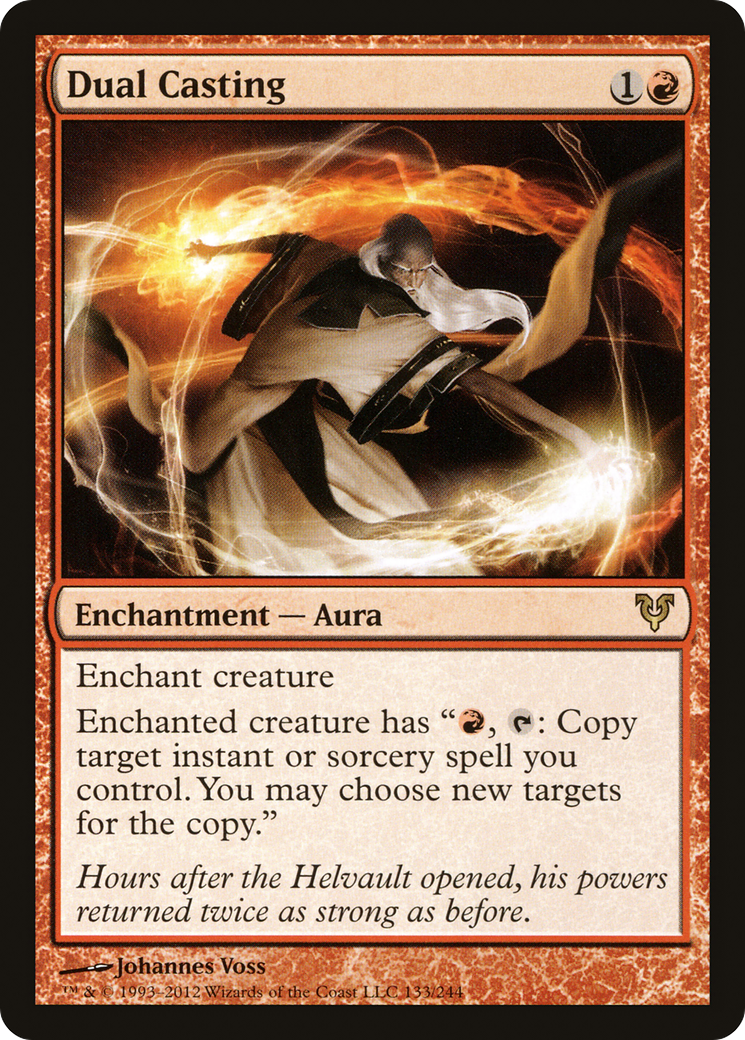 Dual Casting
1
Enchantment — Aura
Enchant creature
Enchanted creature has “, : Copy
target instant or sorcery spell you
control. You may choose new targets
for the copy.”
Hours after the Helvault opened, his powers
returned twice as strong as before.
Johannes Voss
™ & © 1993–2012 Wizards of the Coast LLC 133/244